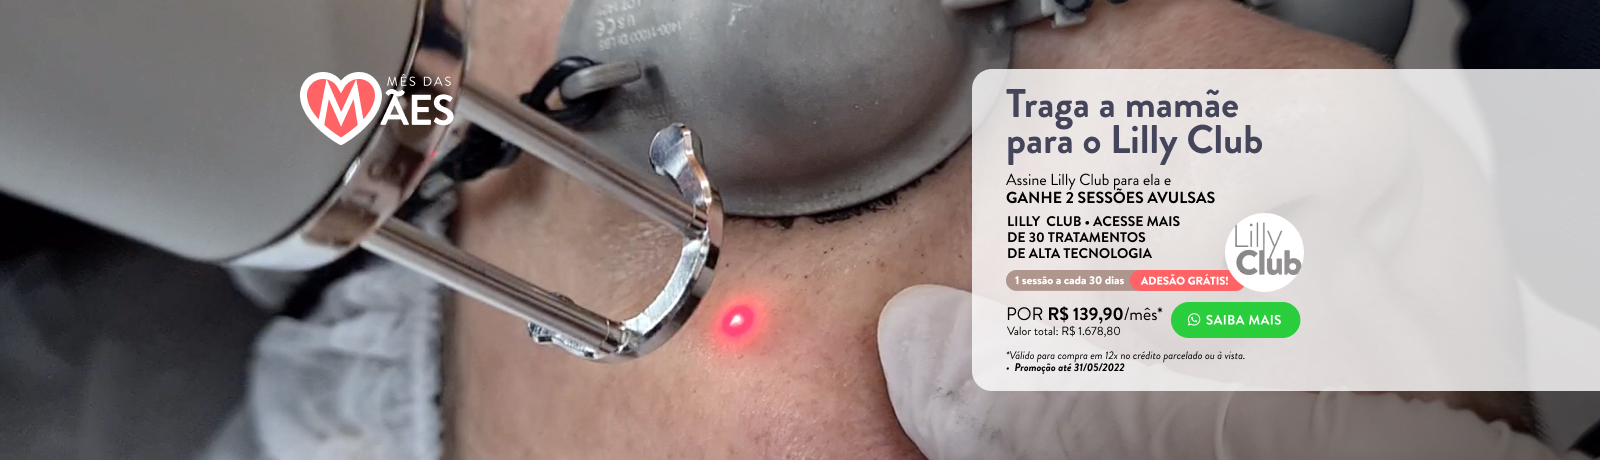 MÊS DAS
MÃES
Traga a mamãe
para o Lilly Club
Assine Lilly Club para ela e
GANHE 2 SESSÕES AVULSAS
LILLY CLUB • ACESSE MAIS
DE 30 TRATAMENTOS
DE ALTA TECNOLOGIA
Lilly
Club
1 sessão a cada 30 dias ADESÃO GRÁTIS!
POR R$ 139,90/mês*
SAIBA MAIS
Valor total: R$ 1.678,80
*Válido para compra em 12x no crédito parcelado ou à vista.
• Promoção até 31/05/2022